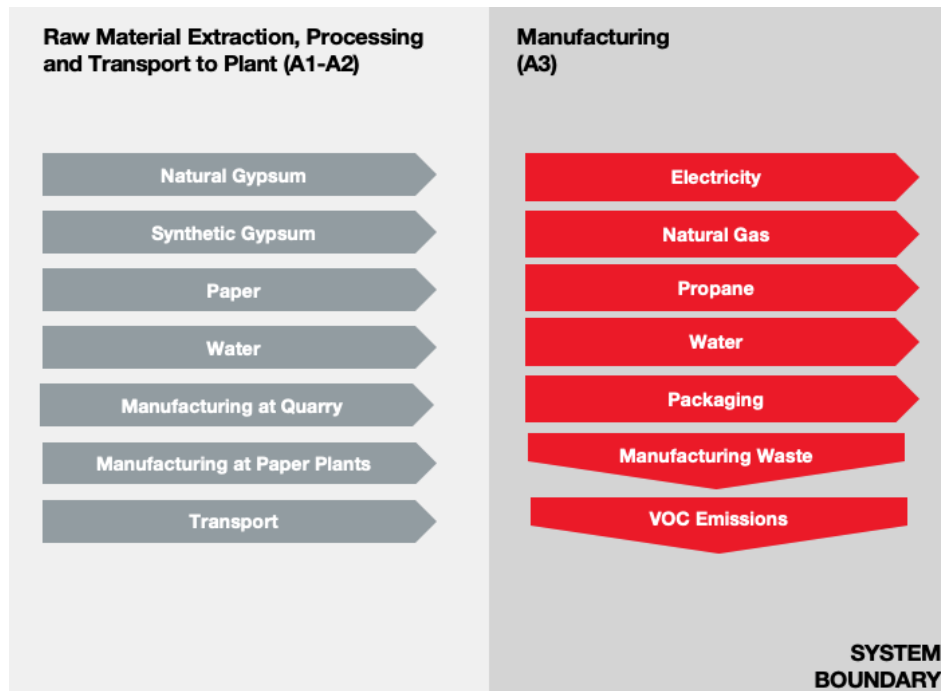 Raw Material Extraction, Processing
and Transport to Plant (A1-A2)
Natural Gypsum
Synthetic Gypsum
Paper
Water
Manufacturing at Quarry
Manufacturing at Paper Plants
Transport
Manufacturing
(A3)
Electricity
Natural Gas
Propane
Water
Packaging
Manufacturing Waste
VOC Emissions
SYSTEM
BOUNDARY